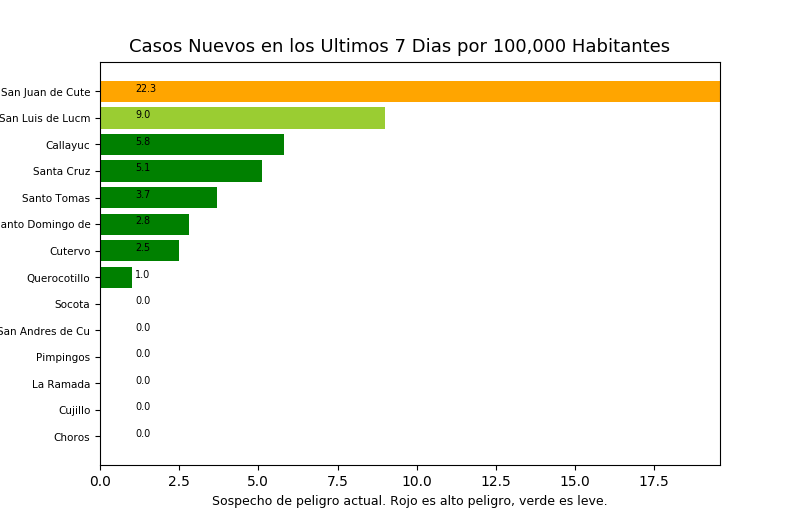 Casos Nuevos en los Ultimos 7 Dias por 100,000 Habitantes
San Juan de Cute 22.3
San Luis de Lucm 9.0
Callayuc 5.8
Santa Cruz 5.1
Santo Tomas 3.7
anto Domingo de 2.8
Cutervo 2.5
Querocotillo 1.0
Socota 0.0
San Andres de Cu 0.0
Pimpingos 0.0
La Ramada 0.0
Cujillo 0.0
Choros 0.0
0.0 2.5 5.0 7.5 10.0 12.5 15.0 17.5
Sospecho de peligro actual. Rojo es alto peligro, verde es leve.